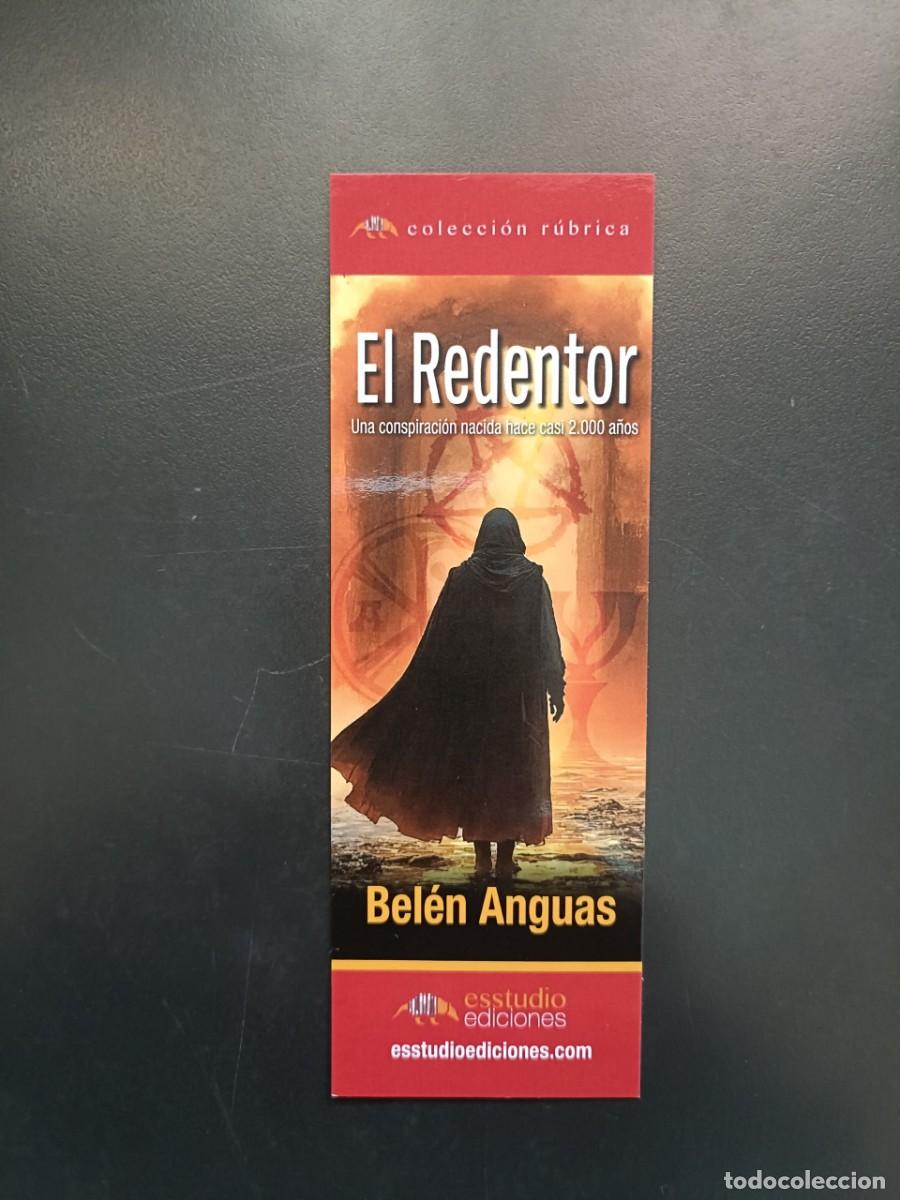 colección rúbrica
El Redentor
Una conspiración nacida hace casi 2.000 años
Belén Anguas
esstudio
ediciones
esstudioediciones.com
todocoleccion